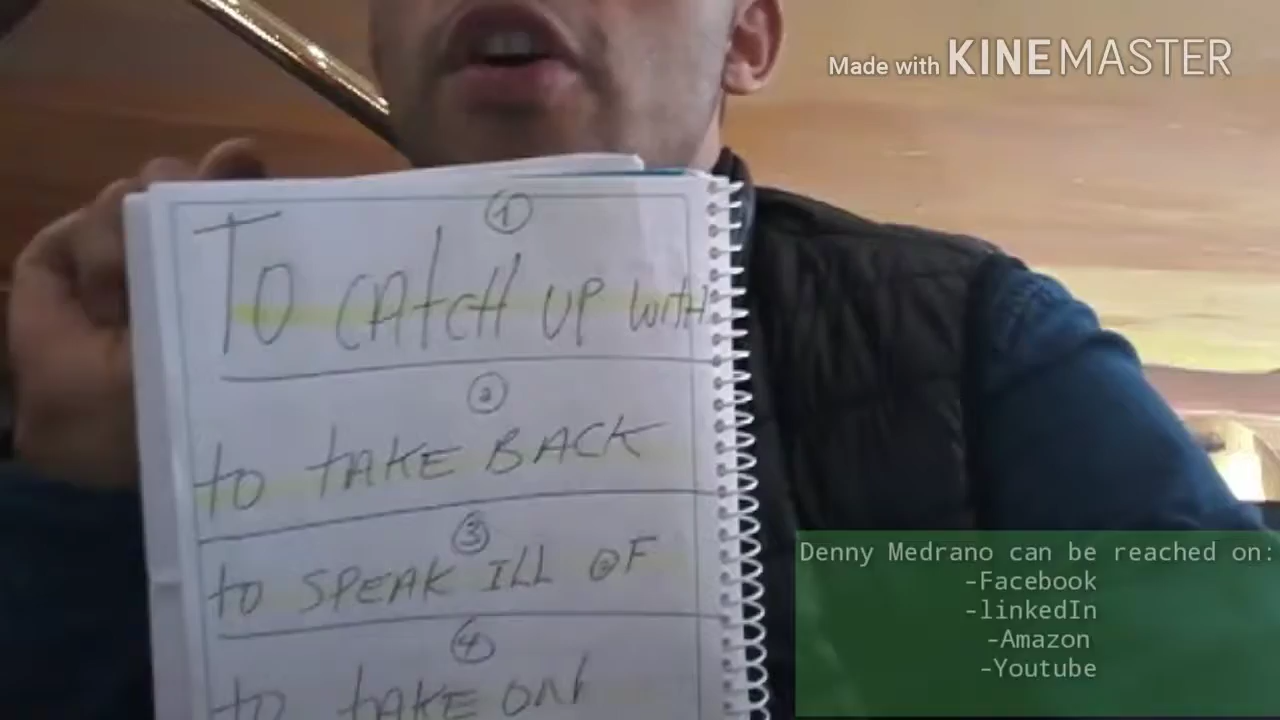 Made with KINEMASTER
1
To CATCH UP WITH
2
to TAKE BACK
3
to SPEAK ILL OF
4
to TAKE ON
Denny Medrano can be reached on:
-Facebook
-linkedIn
-Amazon
-Youtube